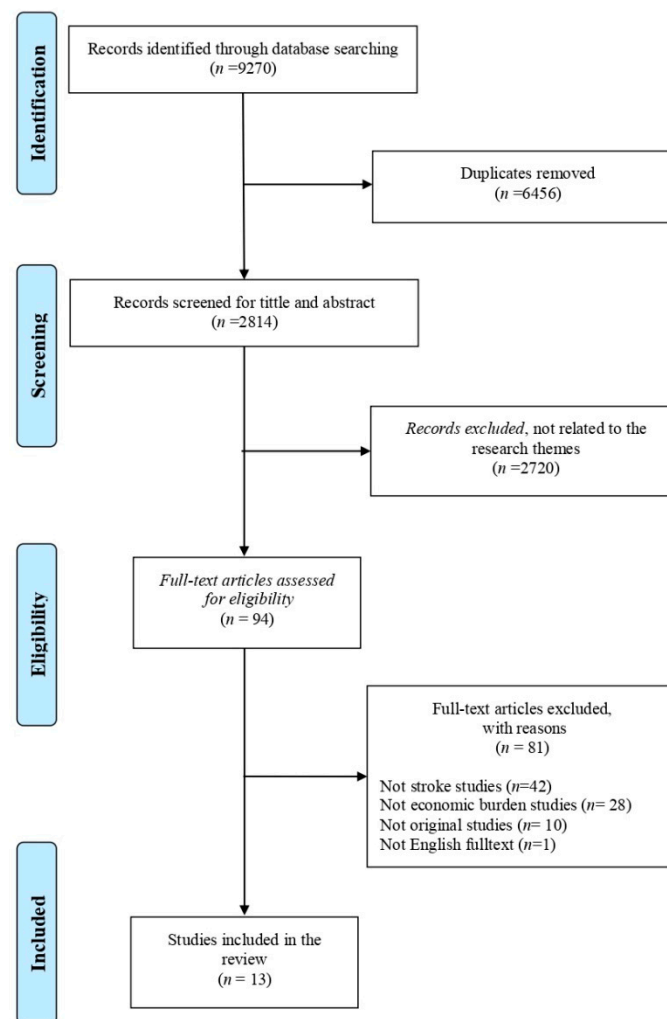 Identification
Records identified through database searching
(n =9270)
Duplicates removed
(n =6456)
Screening
Records screened for tittle and abstract
(n =2814)
Records excluded, not related to the
research themes
(n =2720)
Eligibility
Full-text articles assessed
for eligibility
(n = 94)
Full-text articles excluded,
with reasons
(n = 81)
Not stroke studies (n=42)
Not economic burden studies (n= 28)
Not original studies (n= 10)
Not English fulltext (n=1)
Included
Studies included in the
review
(n = 13)